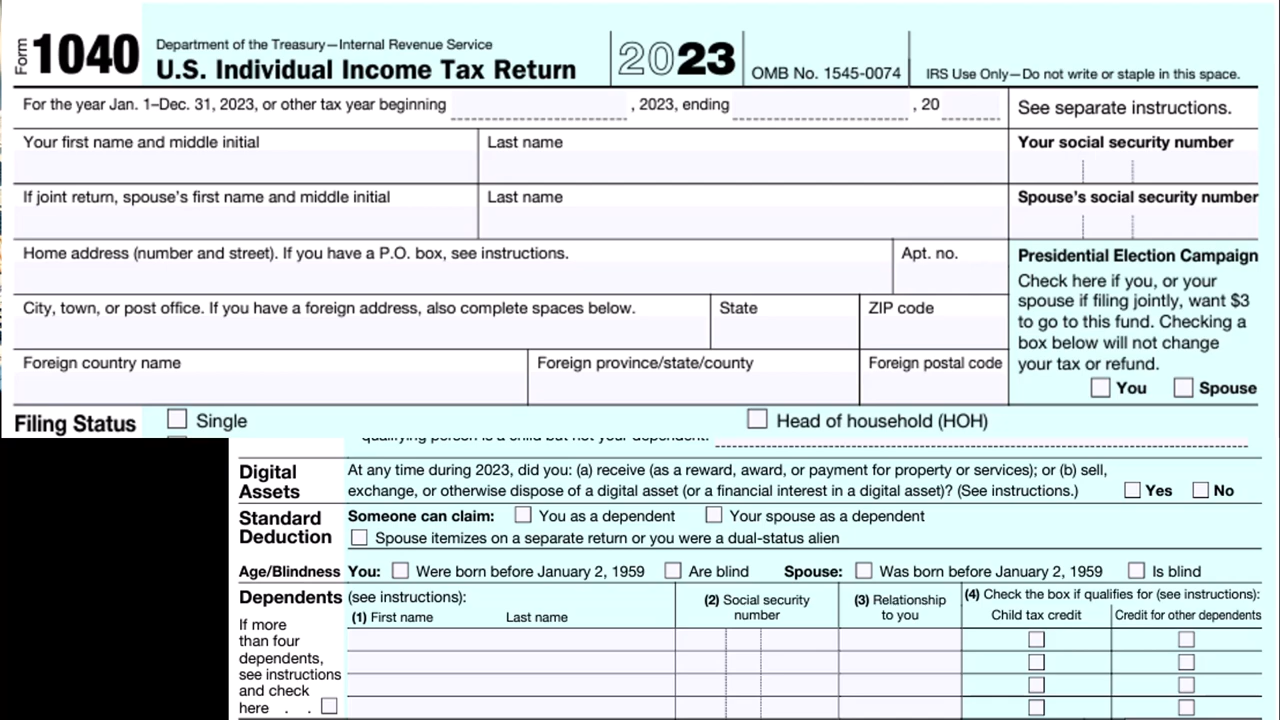 Form 1040 Department of the Treasury—Internal Revenue Service
U.S. Individual Income Tax Return 2023 OMB No. 1545-0074 IRS Use Only—Do not write or staple in this space.
For the year Jan. 1–Dec. 31, 2023, or other tax year beginning , 2023, ending , 20 See separate instructions.
Your first name and middle initial Last name Your social security number
If joint return, spouse's first name and middle initial Last name Spouse's social security number
Home address (number and street). If you have a P.O. box, see instructions. Apt. no.
City, town, or post office. If you have a foreign address, also complete spaces below. State ZIP code
Foreign country name Foreign province/state/county Foreign postal code
Presidential Election Campaign
Check here if you, or your
spouse if filing jointly, want $3
to go to this fund. Checking a
box below will not change
your tax or refund.
You Spouse
Filing Status Single Head of household (HOH)
qualifying person is a child but not your dependent:
Digital
Assets
At any time during 2023, did you: (a) receive (as a reward, award, or payment for property or services); or (b) sell,
exchange, or otherwise dispose of a digital asset (or a financial interest in a digital asset)? (See instructions.) Yes No
Standard
Deduction
Someone can claim: You as a dependent Your spouse as a dependent
Spouse itemizes on a separate return or you were a dual-status alien
Age/Blindness You: Were born before January 2, 1959 Are blind Spouse: Was born before January 2, 1959 Is blind
Dependents (see instructions):
(1) First name Last name
(2) Social security
number
(3) Relationship
to you
(4) Check the box if qualifies for (see instructions):
Child tax credit Credit for other dependents
If more
than four
dependents,
see instructions
and check
here . .